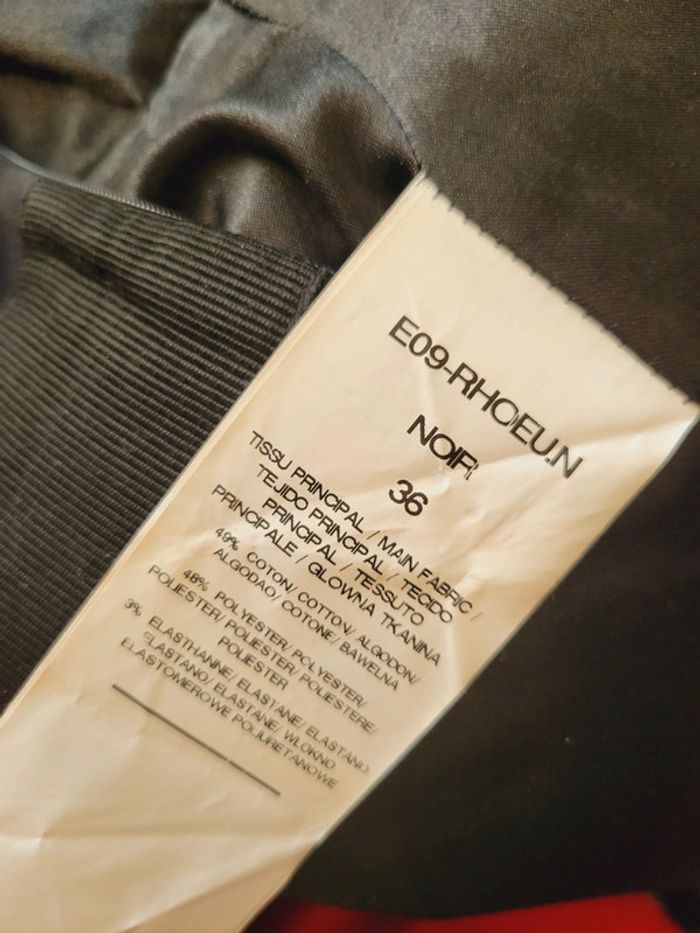 E09-RHOEU.N
NOIR
36
TISSU PRINCIPAL / MAIN FABRIC /
TEJIDO PRINCIPAL / TECIDO
PRINCIPAL / TESSUTO
PRINCIPALE / GLOWNA TKANINA
49% COTON/ COTTON/ ALGODON/
ALGODAO/ COTONE/ BAWELNA
48% POLYESTER/ POLYESTER/
POLIESTER/ POLIESTER/ POLIESTERE/
POLIESTER
3% ELASTHANNE/ ELASTANE/ ELASTANO
ELASTANO/ ELASTANE/ WLOKNO
ELASTOMEROWE POLIURETANOWE